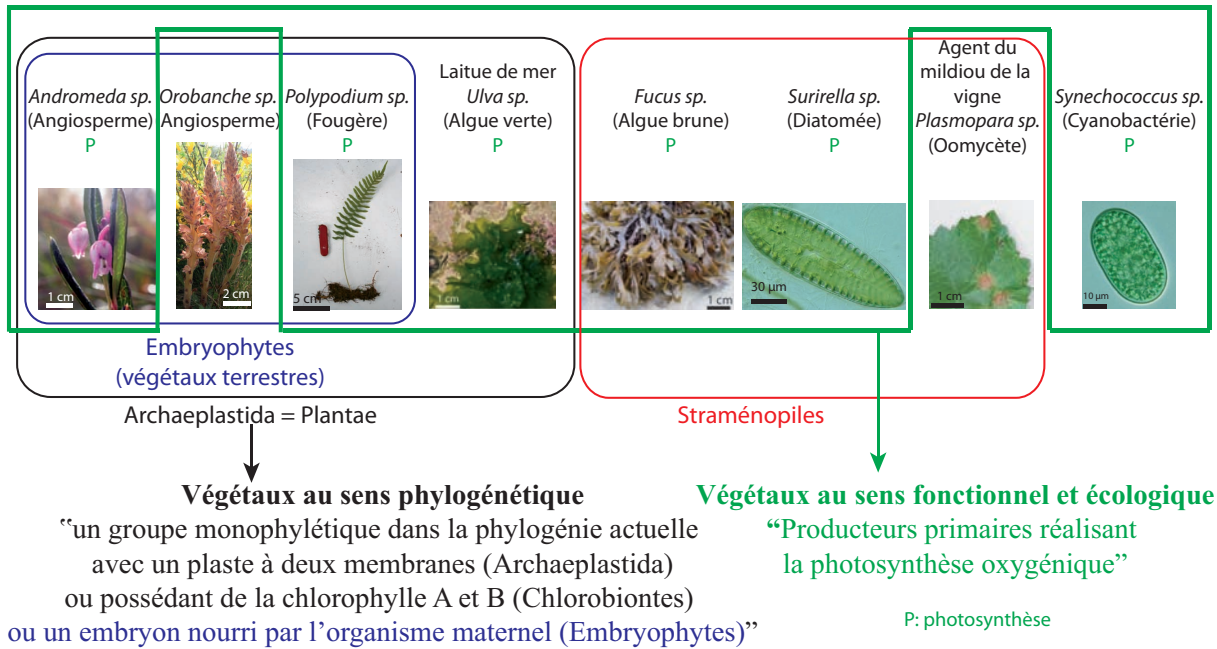 Andromeda sp.
(Angiosperme)
P
Orobanche sp.
(Angiosperme)
Polypodium sp.
(Fougère)
P
Laitue de mer
Ulva sp.
(Algue verte)
P
Fucus sp.
(Algue brune)
P
Surirella sp.
(Diatomée)
P
Agent du
mildiou de la
vigne
Plasmopara sp.
(Oomycète)
Synechococcus sp.
(Cyanobactérie)
P
1 cm
2 cm
5 cm
1 cm
1 cm
30 µm
1 cm
10 µm
Embryophytes
(végétaux terrestres)
Archaeplastida = Plantae
Straménopiles
Végétaux au sens phylogénétique
“un groupe monophylétique dans la phylogénie actuelle
avec un plaste à deux membranes (Archaeplastida)
ou possédant de la chlorophylle A et B (Chlorobiontes)
ou un embryon nourri par l’organisme maternel (Embryophytes)”
Végétaux au sens fonctionnel et écologique
“Producteurs primaires réalisant
la photosynthèse oxygénique”
P: photosynthèse